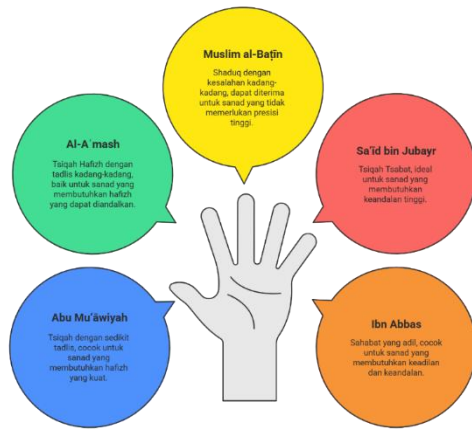 Muslim al-Baṭīn
Shaduq dengan
kesalahan kadang-
kadang, dapat diterima
untuk sanad yang tidak
memerlukan presisi
tinggi.
Al-Aʿmash
Tsiqah Hafizh dengan
tadlis kadang-kadang,
baik untuk sanad yang
membutuhkan hafizh
yang dapat diandalkan.
Sa’id bin Jubayr
Tsiqah Tsabat, ideal
untuk sanad yang
membutuhkan
keandalan tinggi.
Abu Mu’āwiyah
Tsiqah dengan sedikit
tadlis, cocok untuk
sanad yang
membutuhkan hafizh
yang kuat.
Ibn Abbas
Sahabat yang adil, cocok
untuk sanad yang
membutuhkan keadilan
dan keandalan.